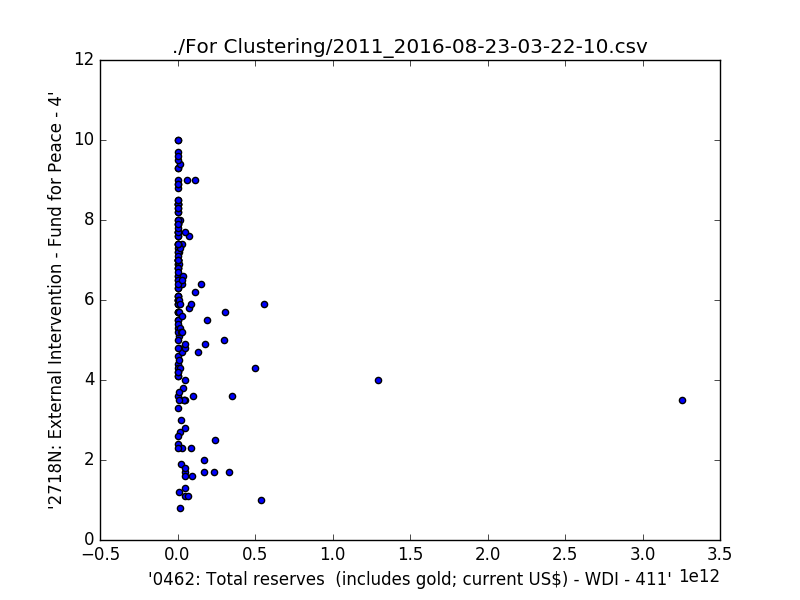 ./For Clustering/2011_2016-08-23-03-22-10.csv
12
10
8
6
4
2
0
'2718N: External Intervention - Fund for Peace - 4'
−0.5 0.0 0.5 1.0 1.5 2.0 2.5 3.0 3.5
'0462: Total reserves  (includes gold; current US$) - WDI - 411' 1e12